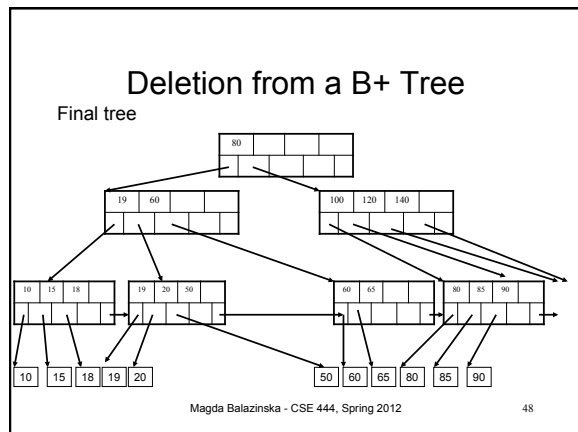 Deletion from a B+ Tree
Final tree
80
19 60
100 120 140
10 15 18
19 20 50
60 65
80 85 90
10 15 18 19 20 50 60 65 80 85 90
Magda Balazinska - CSE 444, Spring 2012 48